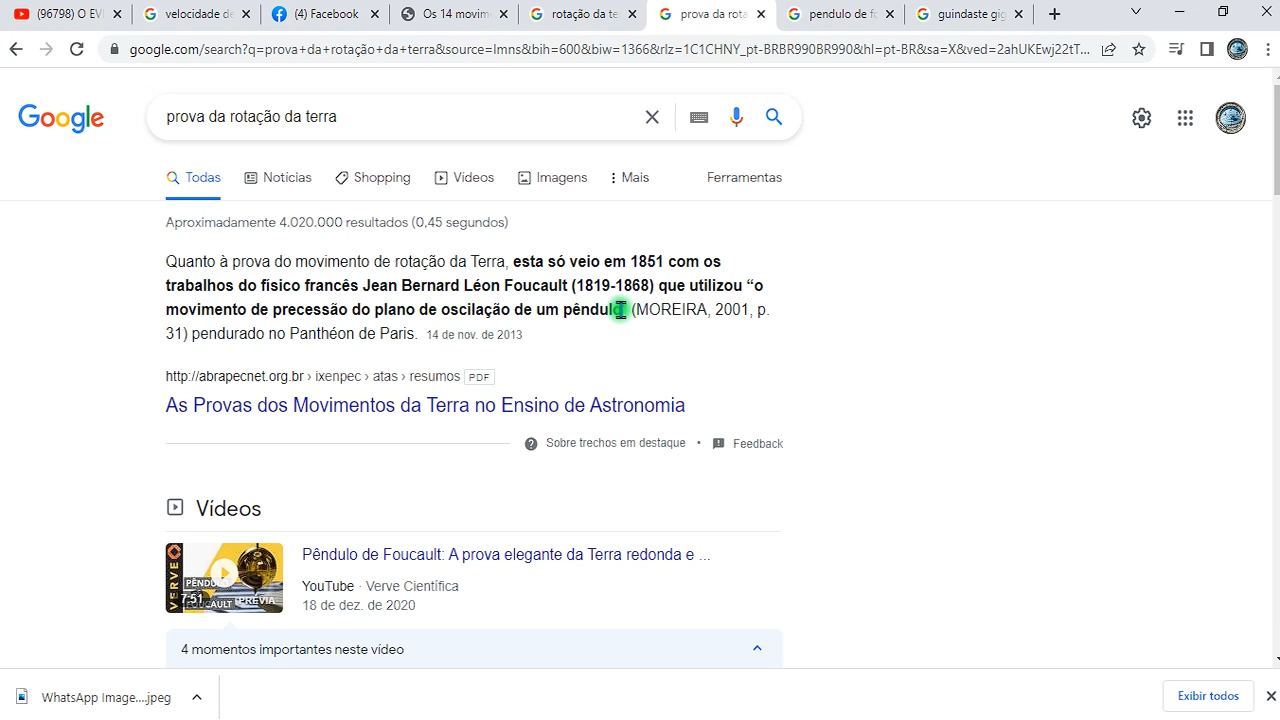 (96798) O EV
velocidade de
(4) Facebook
Os 14 movim
rotação da te
prova da rota
pendulo de fo
guindaste gig
google.com/search?q=prova+da+rotação+da+terra&source=lmns&bih=600&biw=1366&rlz=1C1CHNY_pt-BRBR990BR990&hl=pt-BR&sa=X&ved=2ahUKEwj22tT...
Google
prova da rotação da terra
Todas
Notícias
Shopping
Vídeos
Imagens
Mais
Ferramentas
Aproximadamente 4.020.000 resultados (0,45 segundos)
Quanto à prova do movimento de rotação da Terra, esta só veio em 1851 com os
trabalhos do físico francês Jean Bernard Léon Foucault (1819-1868) que utilizou “o
movimento de precessão do plano de oscilação de um pêndulo” (MOREIRA, 2001, p.
31) pendurado no Panthéon de Paris. 14 de nov. de 2013
http://abrapecnet.org.br › ixenpec › atas › resumos PDF
As Provas dos Movimentos da Terra no Ensino de Astronomia
Sobre trechos em destaque • Feedback
Vídeos
VERVE
PÊNDULO
FOUCAULT
PRÉVIA
7:51
Pêndulo de Foucault: A prova elegante da Terra redonda e ...
YouTube · Verve Científica
18 de dez. de 2020
4 momentos importantes neste vídeo
WhatsApp Image....jpeg
Exibir todos